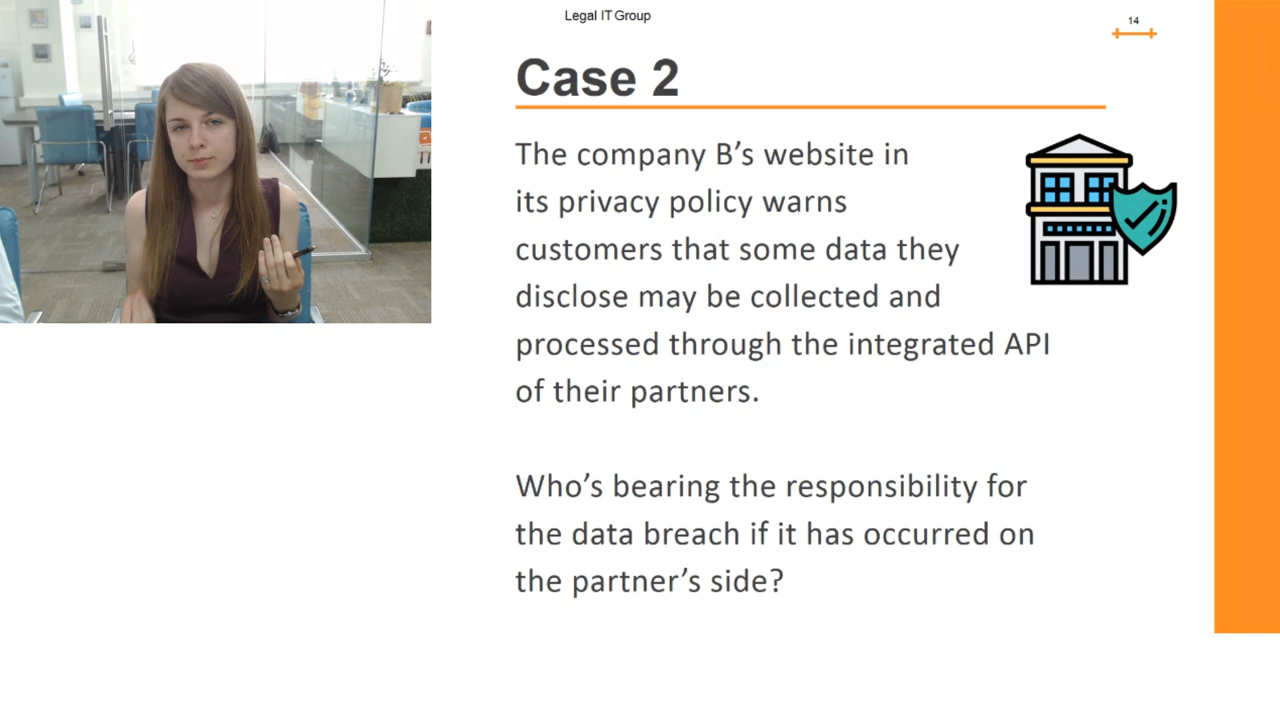 Legal IT Group
14
Case 2
The company B’s website in
its privacy policy warns
customers that some data they
disclose may be collected and
processed through the integrated API
of their partners.
Who’s bearing the responsibility for
the data breach if it has occurred on
the partner’s side?